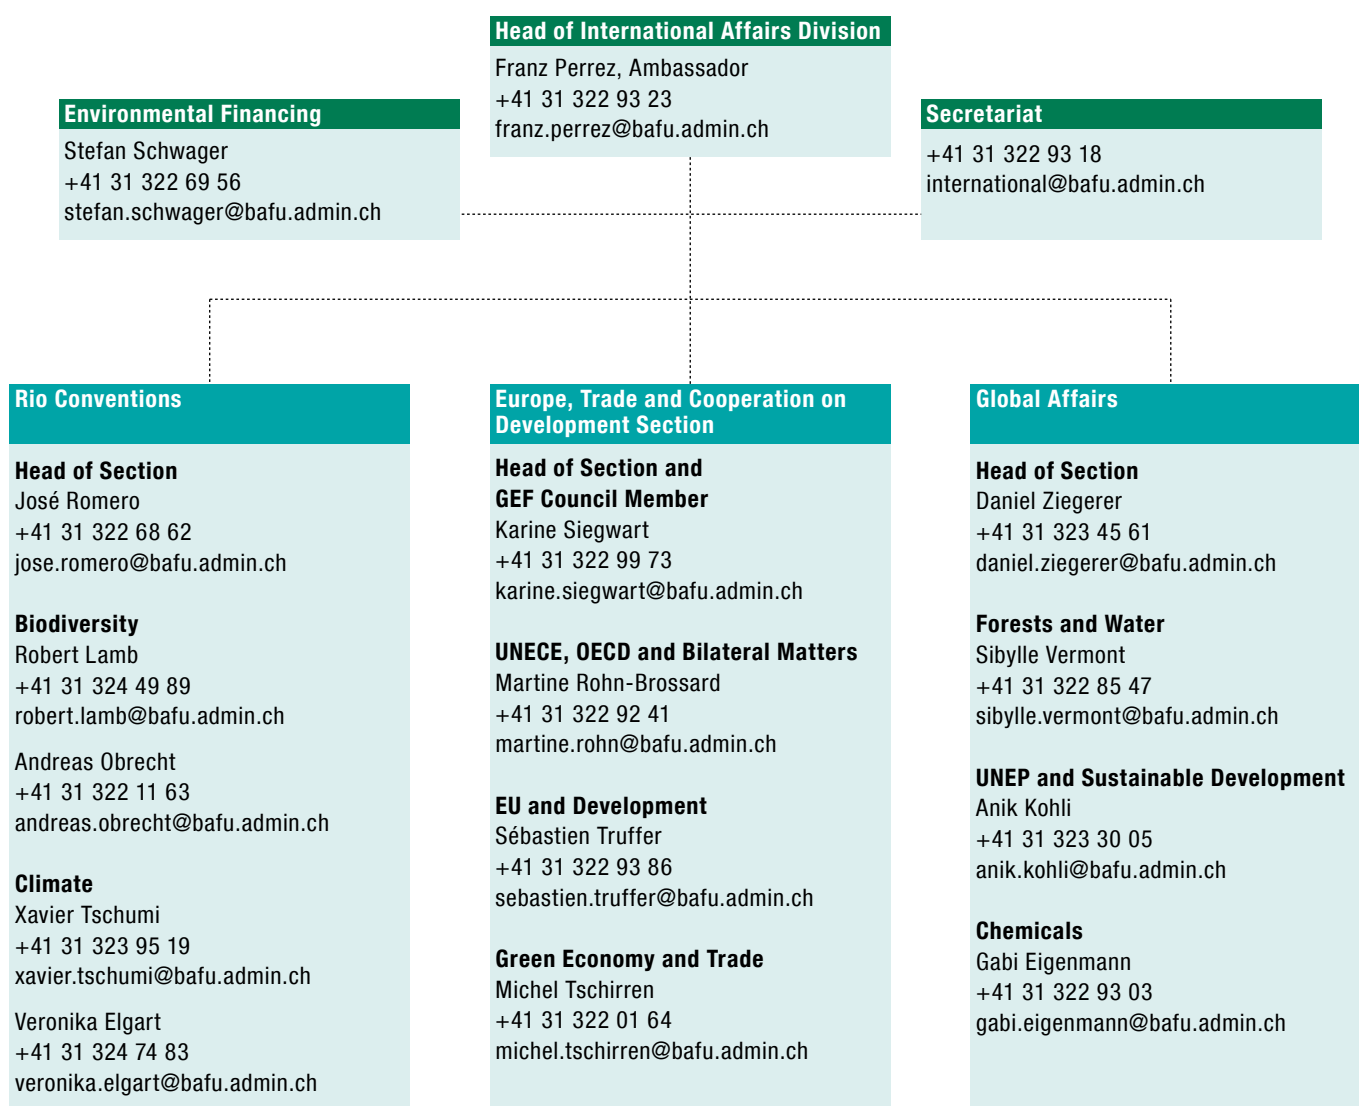 Head of International Affairs Division
Franz Perrez, Ambassador
+41 31 322 93 23
franz.perrez@bafu.admin.ch
Environmental Financing
Stefan Schwager
+41 31 322 69 56
stefan.schwager@bafu.admin.ch
Secretariat
+41 31 322 93 18
international@bafu.admin.ch
Rio Conventions
Head of Section
José Romero
+41 31 322 68 62
jose.romero@bafu.admin.ch
Biodiversity
Robert Lamb
+41 31 324 49 89
robert.lamb@bafu.admin.ch
Andreas Obrecht
+41 31 322 11 63
andreas.obrecht@bafu.admin.ch
Climate
Xavier Tschumi
+41 31 323 95 19
xavier.tschumi@bafu.admin.ch
Veronika Elgart
+41 31 324 74 83
veronika.elgart@bafu.admin.ch
Europe, Trade and Cooperation on
Development Section
Head of Section and
GEF Council Member
Karine Siegwart
+41 31 322 99 73
karine.siegwart@bafu.admin.ch
UNECE, OECD and Bilateral Matters
Martine Rohn-Brossard
+41 31 322 92 41
martine.rohn@bafu.admin.ch
EU and Development
Sébastien Truffer
+41 31 322 93 86
sebastien.truffer@bafu.admin.ch
Green Economy and Trade
Michel Tschirren
+41 31 322 01 64
michel.tschirren@bafu.admin.ch
Global Affairs
Head of Section
Daniel Ziegerer
+41 31 323 45 61
daniel.ziegerer@bafu.admin.ch
Forests and Water
Sibylle Vermont
+41 31 322 85 47
sibylle.vermont@bafu.admin.ch
UNEP and Sustainable Development
Anik Kohli
+41 31 323 30 05
anik.kohli@bafu.admin.ch
Chemicals
Gabi Eigenmann
+41 31 322 93 03
gabi.eigenmann@bafu.admin.ch